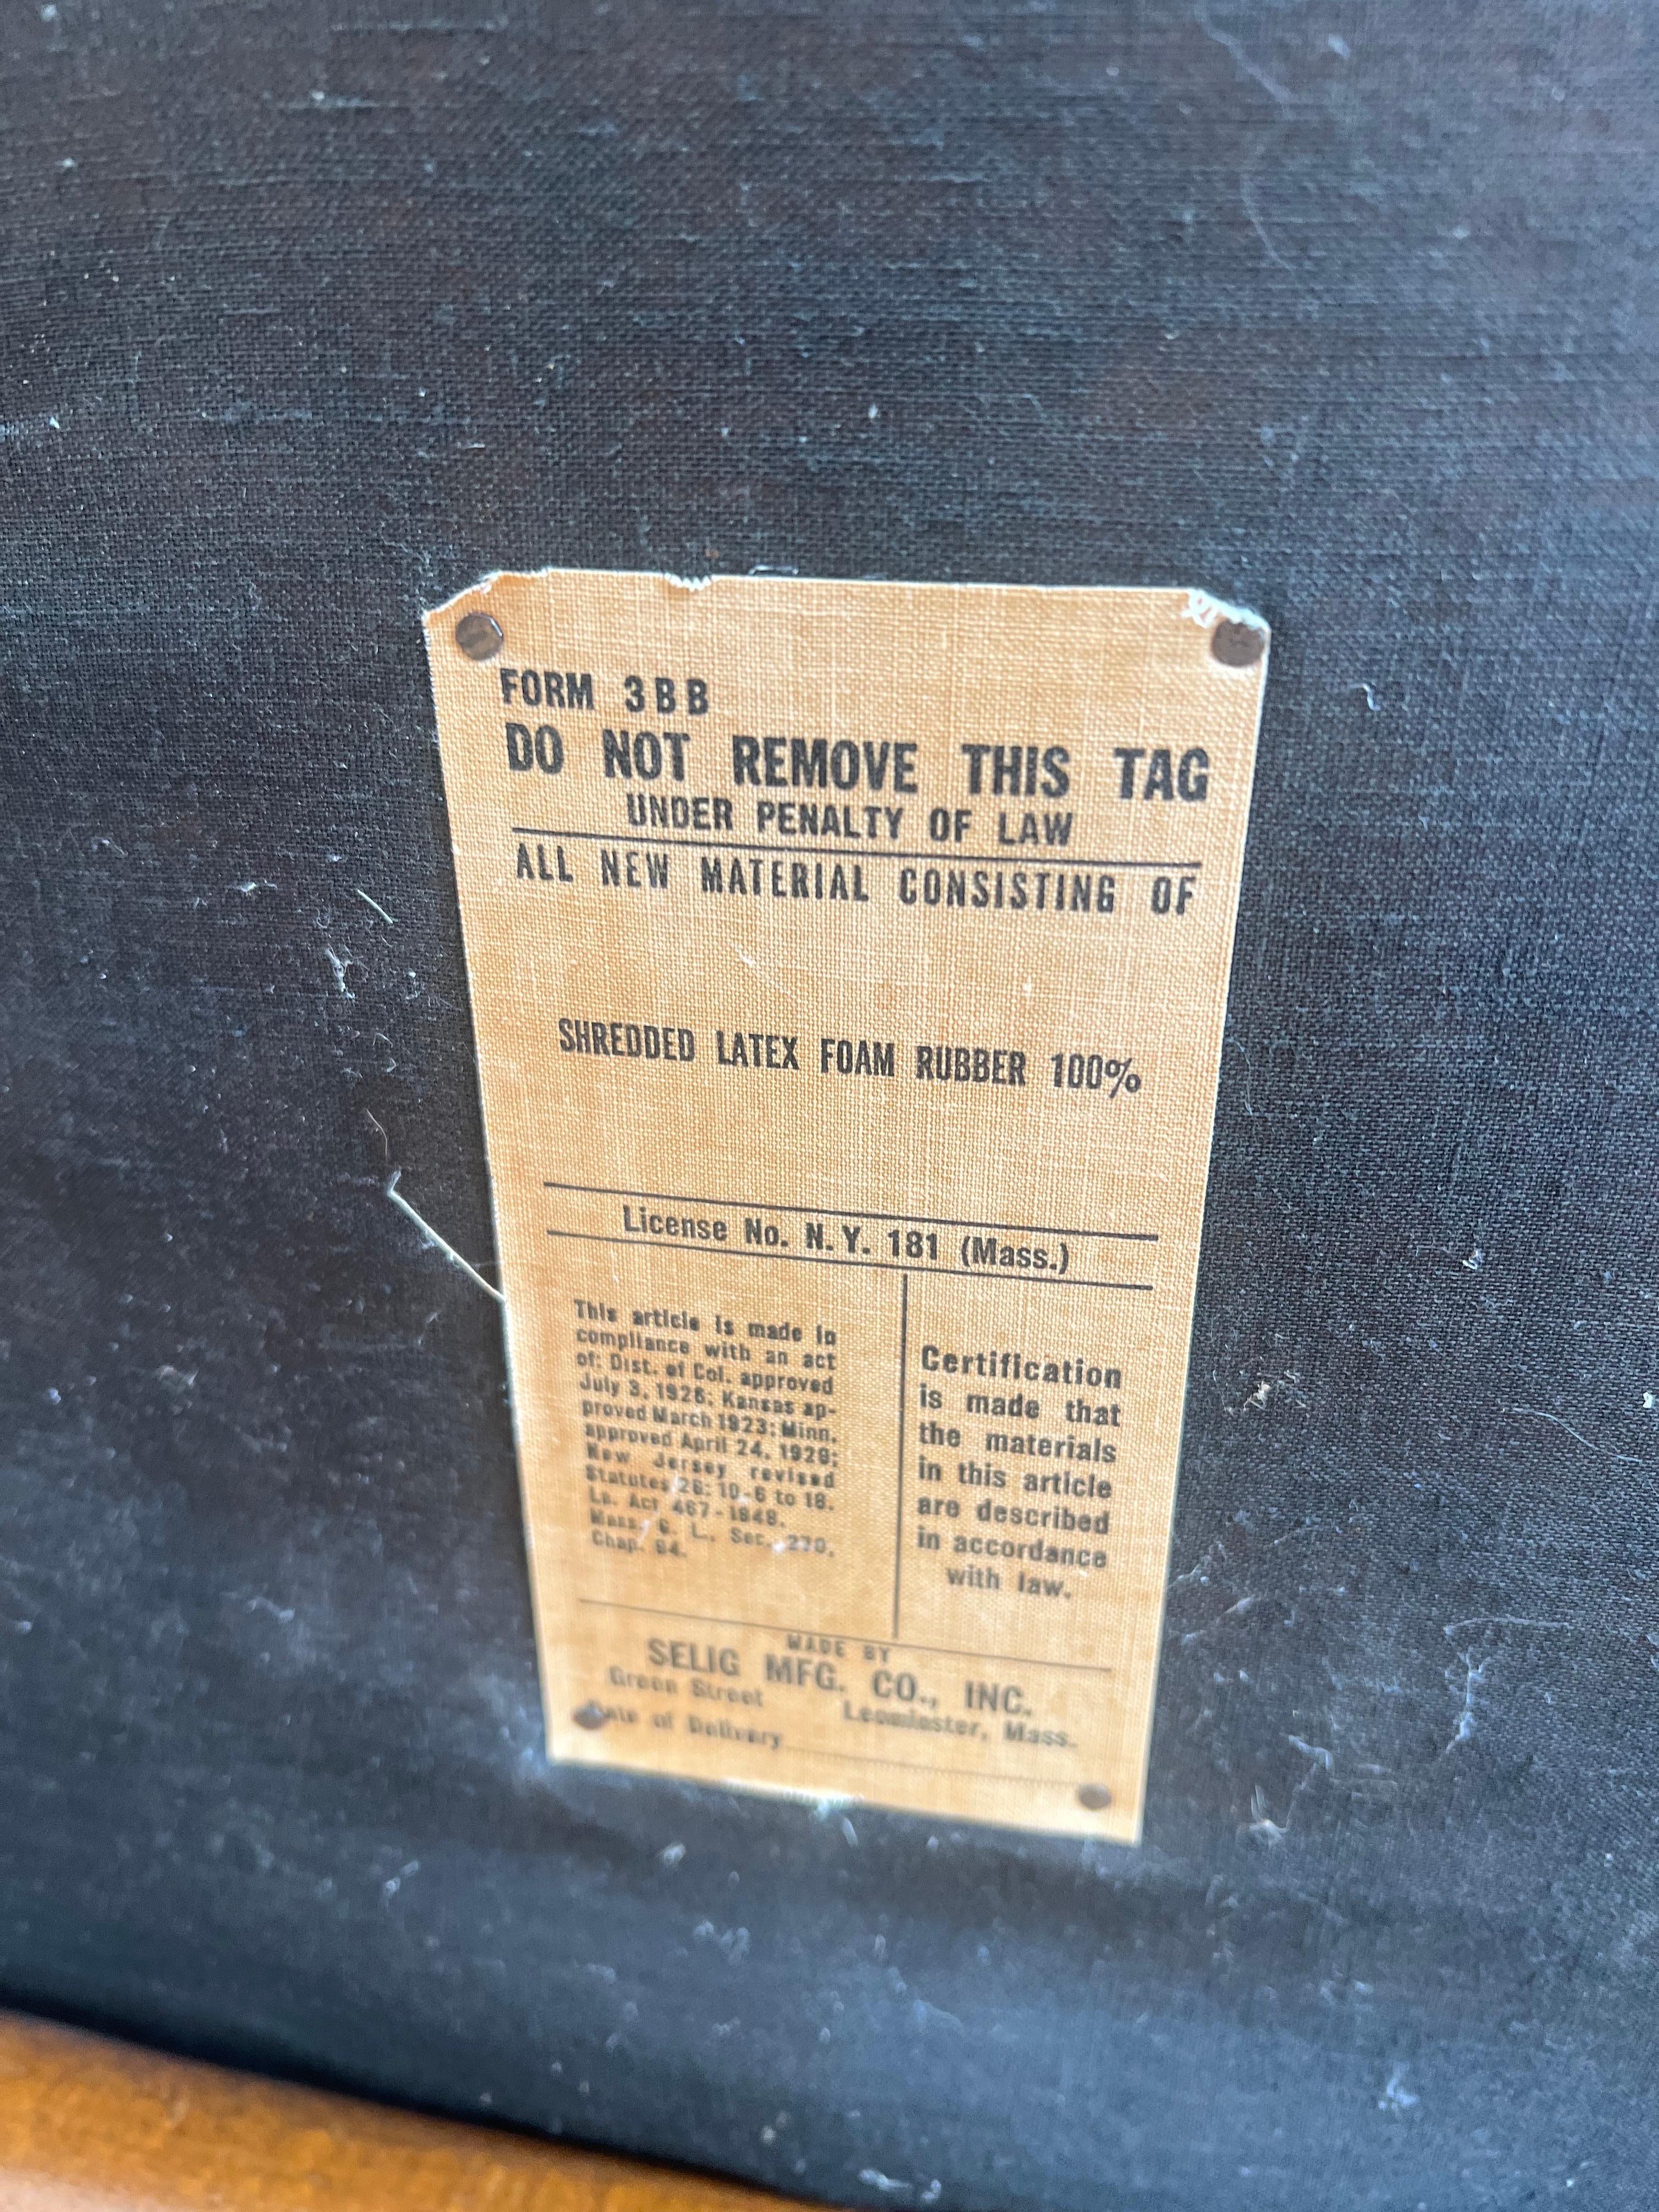 FORM 3BB
DO NOT REMOVE THIS TAG
UNDER PENALTY OF LAW
ALL NEW MATERIAL CONSISTING OF
SHREDDED LATEX FOAM RUBBER 100%
License No. N.Y. 181 (Mass.)
This article is made in
compliance with an act
of: Dist. of Col. approved
July 3, 1926, Kansas ap-
proved March 1923; Minn.
approved April 24, 1929;
New Jersey revised
Statutes 26: 10-6 to 18.
La. Act 467-1948.
Mass. G. L. Sec. 270,
Chap. 94.
Certification
is made that
the materials
in this article
are described
in accordance
with law.
MADE BY
SELIG MFG. CO., INC.
Green Street Leominster, Mass.
Date of Delivery